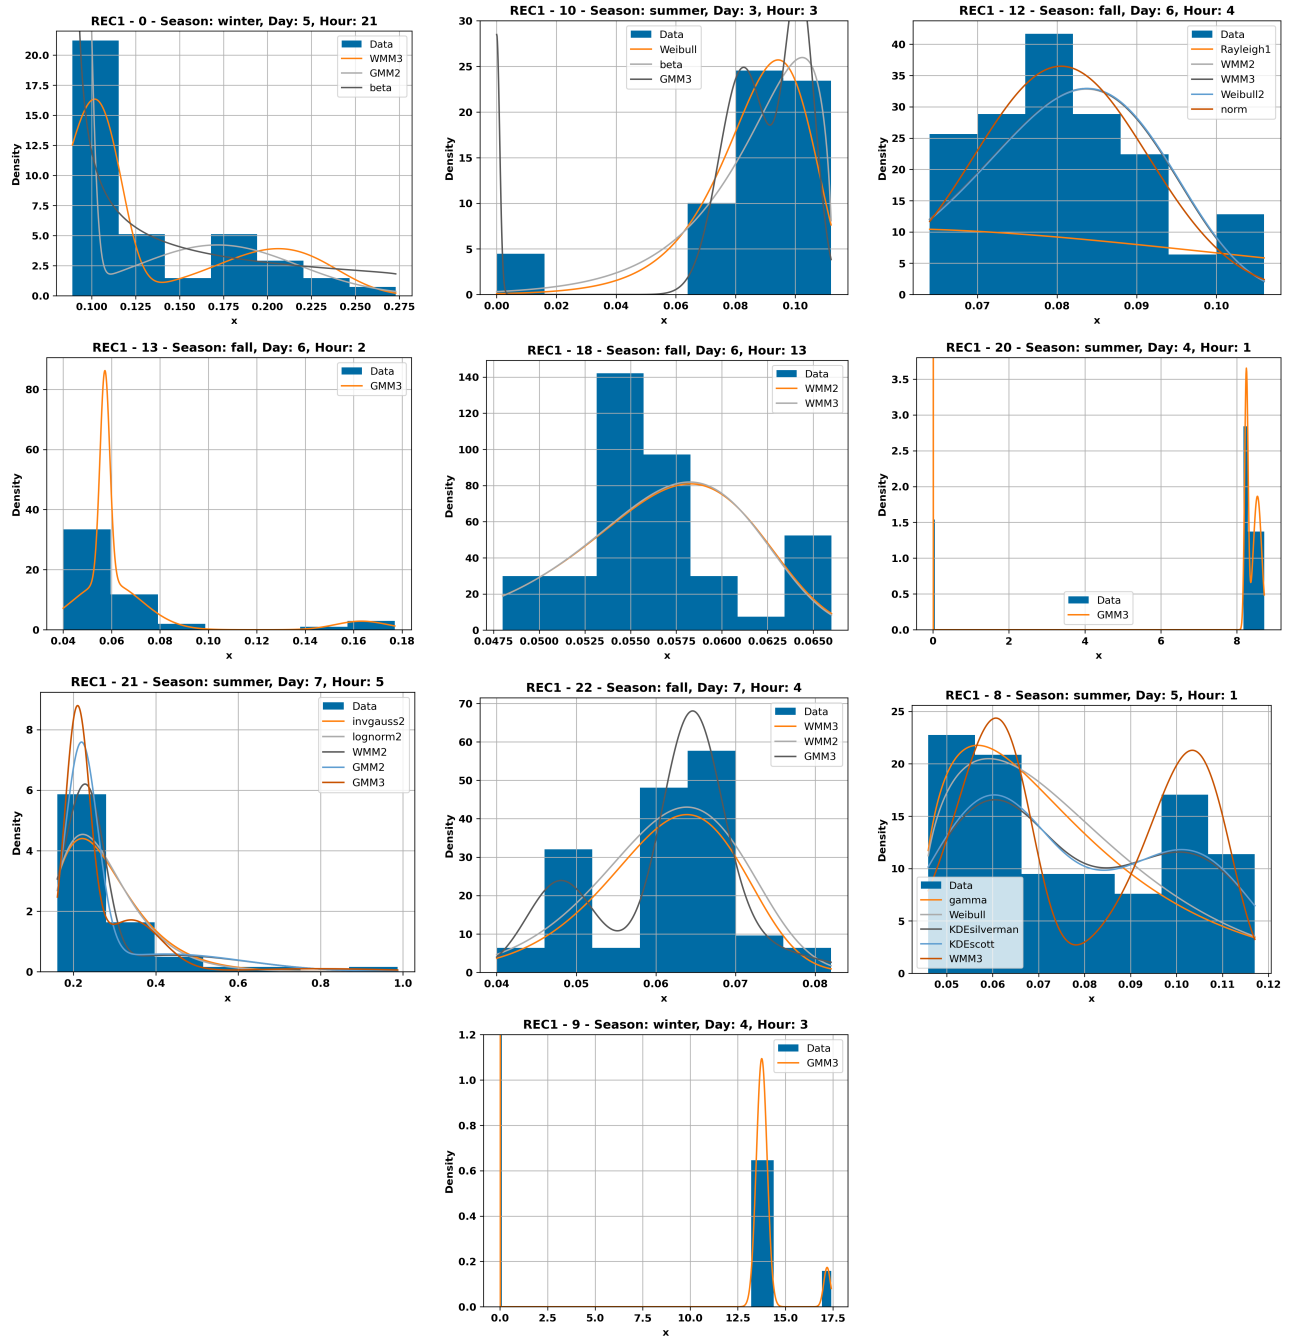 REC1 - 0 - Season: winter, Day: 5, Hour: 21
Density
20.0
17.5
15.0
12.5
10.0
7.5
5.0
2.5
0.0
Data
WMM3
GMM2
beta
0.100 0.125 0.150 0.175 0.200 0.225 0.250 0.275
x
REC1 - 10 - Season: summer, Day: 3, Hour: 3
Density
30
25
20
15
10
5
0
Data
Weibull
beta
GMM3
0.00 0.02 0.04 0.06 0.08 0.10
x
REC1 - 12 - Season: fall, Day: 6, Hour: 4
Density
40
35
30
25
20
15
10
5
0
Data
Rayleigh1
WMM2
WMM3
Weibull2
norm
0.07 0.08 0.09 0.10
x
REC1 - 13 - Season: fall, Day: 6, Hour: 2
Density
80
60
40
20
0
Data
GMM3
0.04 0.06 0.08 0.10 0.12 0.14 0.16 0.18
x
REC1 - 18 - Season: fall, Day: 6, Hour: 13
Density
140
120
100
80
60
40
20
0
Data
WMM2
WMM3
0.0475 0.0500 0.0525 0.0550 0.0575 0.0600 0.0625 0.0650
x
REC1 - 20 - Season: summer, Day: 4, Hour: 1
Density
3.5
3.0
2.5
2.0
1.5
1.0
0.5
0.0
Data
GMM3
0 2 4 6 8
x
REC1 - 21 - Season: summer, Day: 7, Hour: 5
Density
8
6
4
2
0
Data
invgauss2
lognorm2
WMM2
GMM2
GMM3
0.2 0.4 0.6 0.8 1.0
x
REC1 - 22 - Season: fall, Day: 7, Hour: 4
Density
70
60
50
40
30
20
10
0
Data
WMM3
WMM2
GMM3
0.04 0.05 0.06 0.07 0.08
x
REC1 - 8 - Season: summer, Day: 5, Hour: 1
Density
25
20
15
10
5
0
Data
gamma
Weibull
KDEsilverman
KDEscott
WMM3
0.05 0.06 0.07 0.08 0.09 0.10 0.11 0.12
x
REC1 - 9 - Season: winter, Day: 4, Hour: 3
Density
1.2
1.0
0.8
0.6
0.4
0.2
0.0
Data
GMM3
0.0 2.5 5.0 7.5 10.0 12.5 15.0 17.5
x